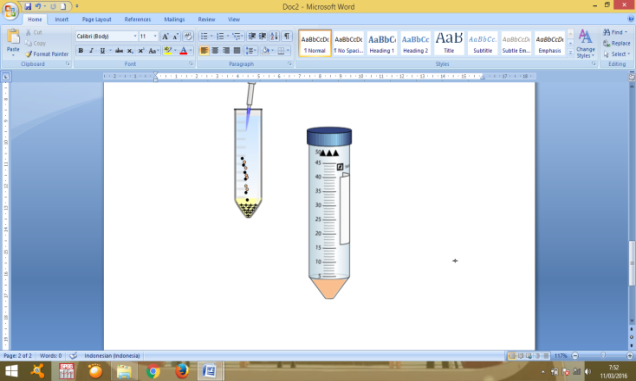 Doc2 - Microsoft Word
Home Insert Page Layout References Mailings Review View
Paste
Cut
Copy
Format Painter
Clipboard
Calibri (Body) 11
Font
Paragraph
AaBbCcDc AaBbCcDc AaBbC AaBbCc AaB AaBbCc. AaBbCcDc AaBbCcDc
¶ Normal ¶ No Spaci... Heading 1 Heading 2 Title Subtitle Subtle Em... Emphasis
Change Styles
Styles
Find
Replace
Select
Editing
50
45
40
35
30
25
20
15
10
5
Page: 2 of 2 Words: 0 Indonesian (Indonesia) 117%
7:52
11/03/2016